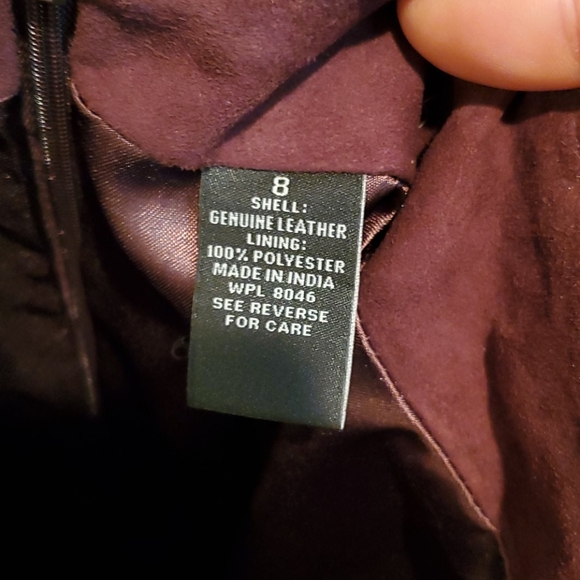 8
SHELL:
GENUINE LEATHER
LINING:
100% POLYESTER
MADE IN INDIA
WPL 8046
SEE REVERSE
FOR CARE